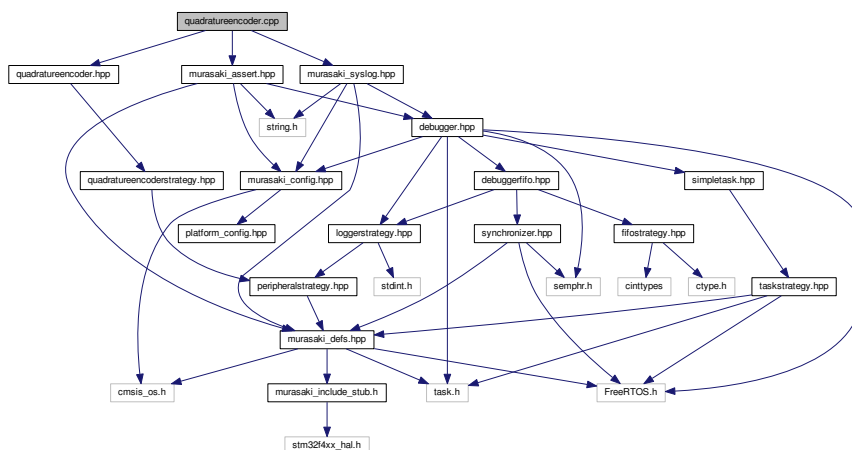 quadratureencoder.cpp
quadratureencoder.hpp
murasaki_assert.hpp
murasaki_syslog.hpp
string.h
debugger.hpp
quadratureencoderstrategy.hpp
murasaki_config.hpp
debuggerfifo.hpp
simpletask.hpp
platform_config.hpp
loggerstrategy.hpp
synchronizer.hpp
fifostrategy.hpp
peripheralstrategy.hpp
stdint.h
semphr.h
cinttypes
ctype.h
taskstrategy.hpp
murasaki_defs.hpp
cmsis_os.h
murasaki_include_stub.h
task.h
FreeRTOS.h
stm32f4xx_hal.h